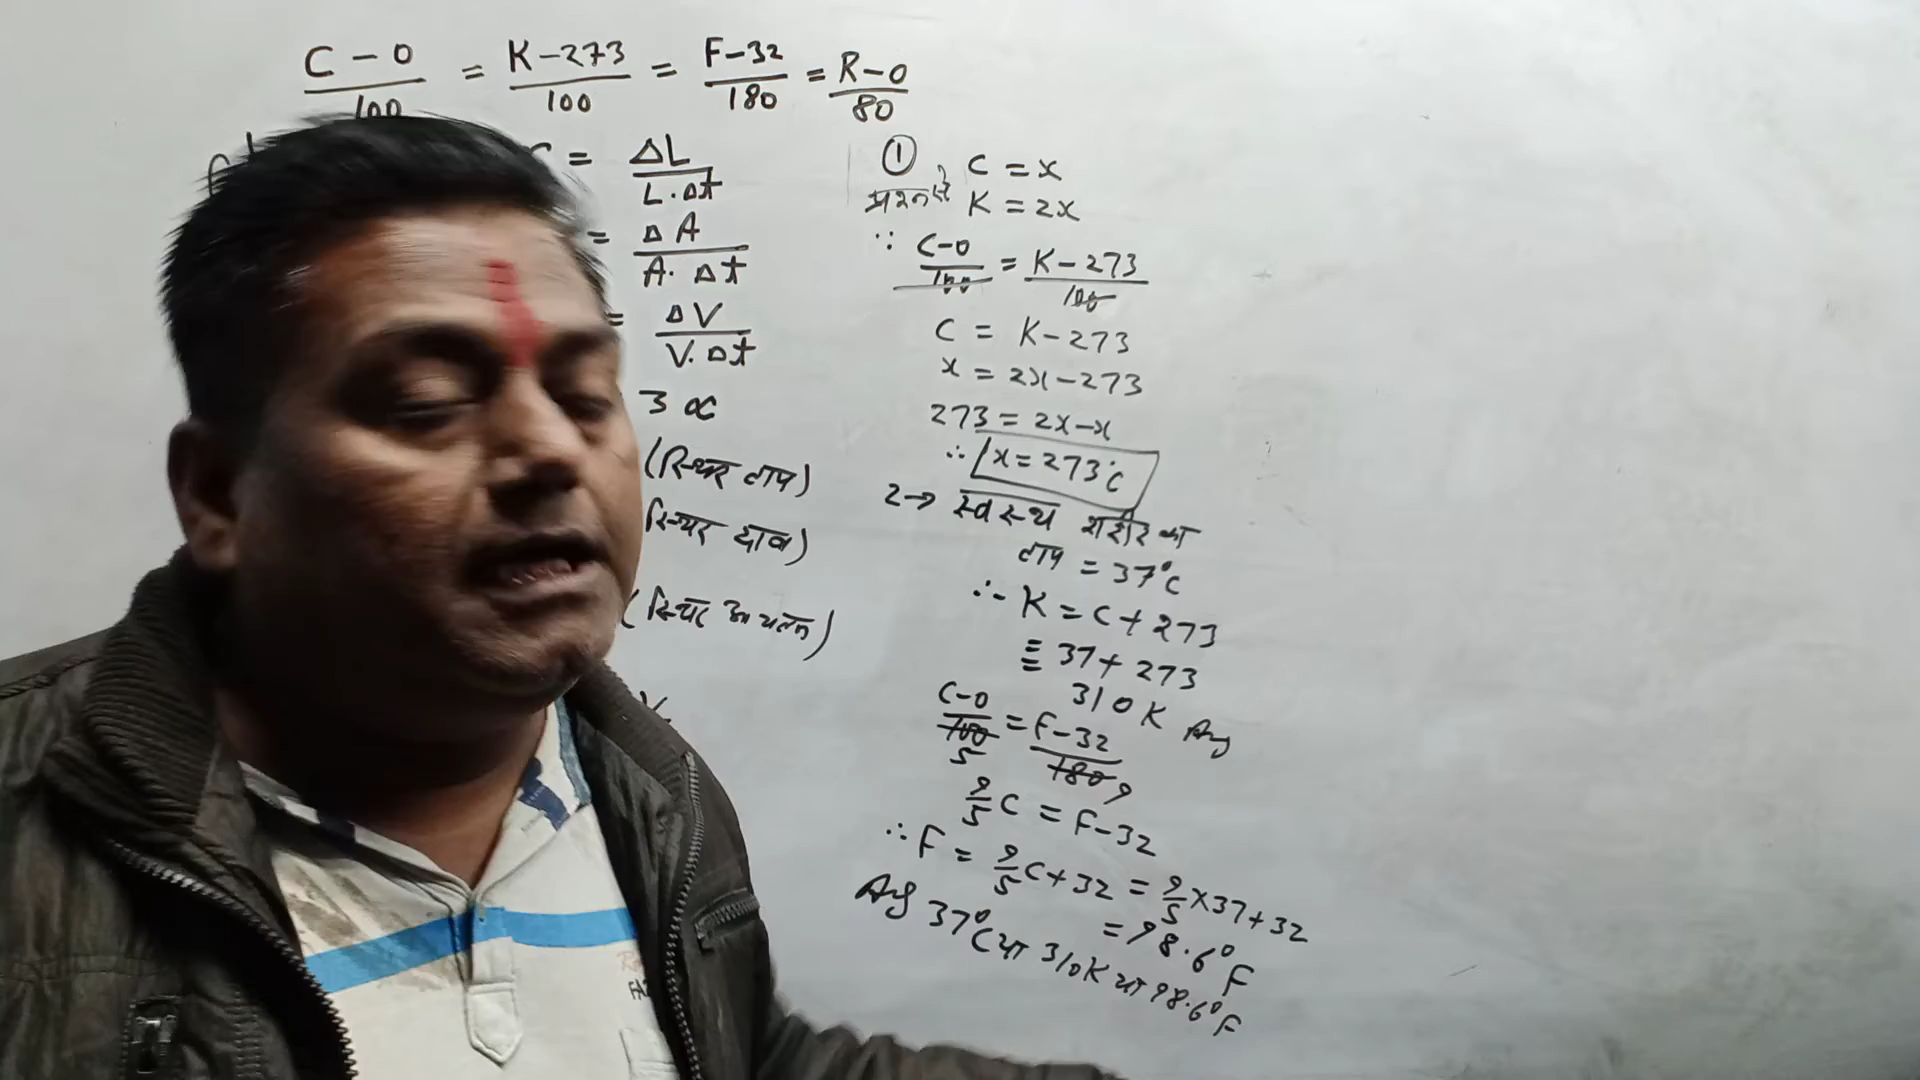 C-0/100 = K-273/100 = F-32/180 = R-0/80
= ΔL/L.Δt
= ΔA/A.Δt
= ΔV/V.Δt
3 α
(स्थिर ताप)
स्थिर दाब)
(स्थिर आयतन)
① C = x
प्रश्न से K = 2x
∵ C-0/100 = K-273/100
C = K-273
x = 2x-273
273 = 2x-x
∴ x = 273°C
2→ स्वस्थ शरीर का
ताप = 37°C
∴ K = C+273
= 37+273
310K Ans
C-0/100 5 = F-32/180 9
9/5 C = F-32
∴ F = 9/5 C+32 = 9/5 x37+32
= 98.6°F
Ans 37°C या 310K या 98.6°F